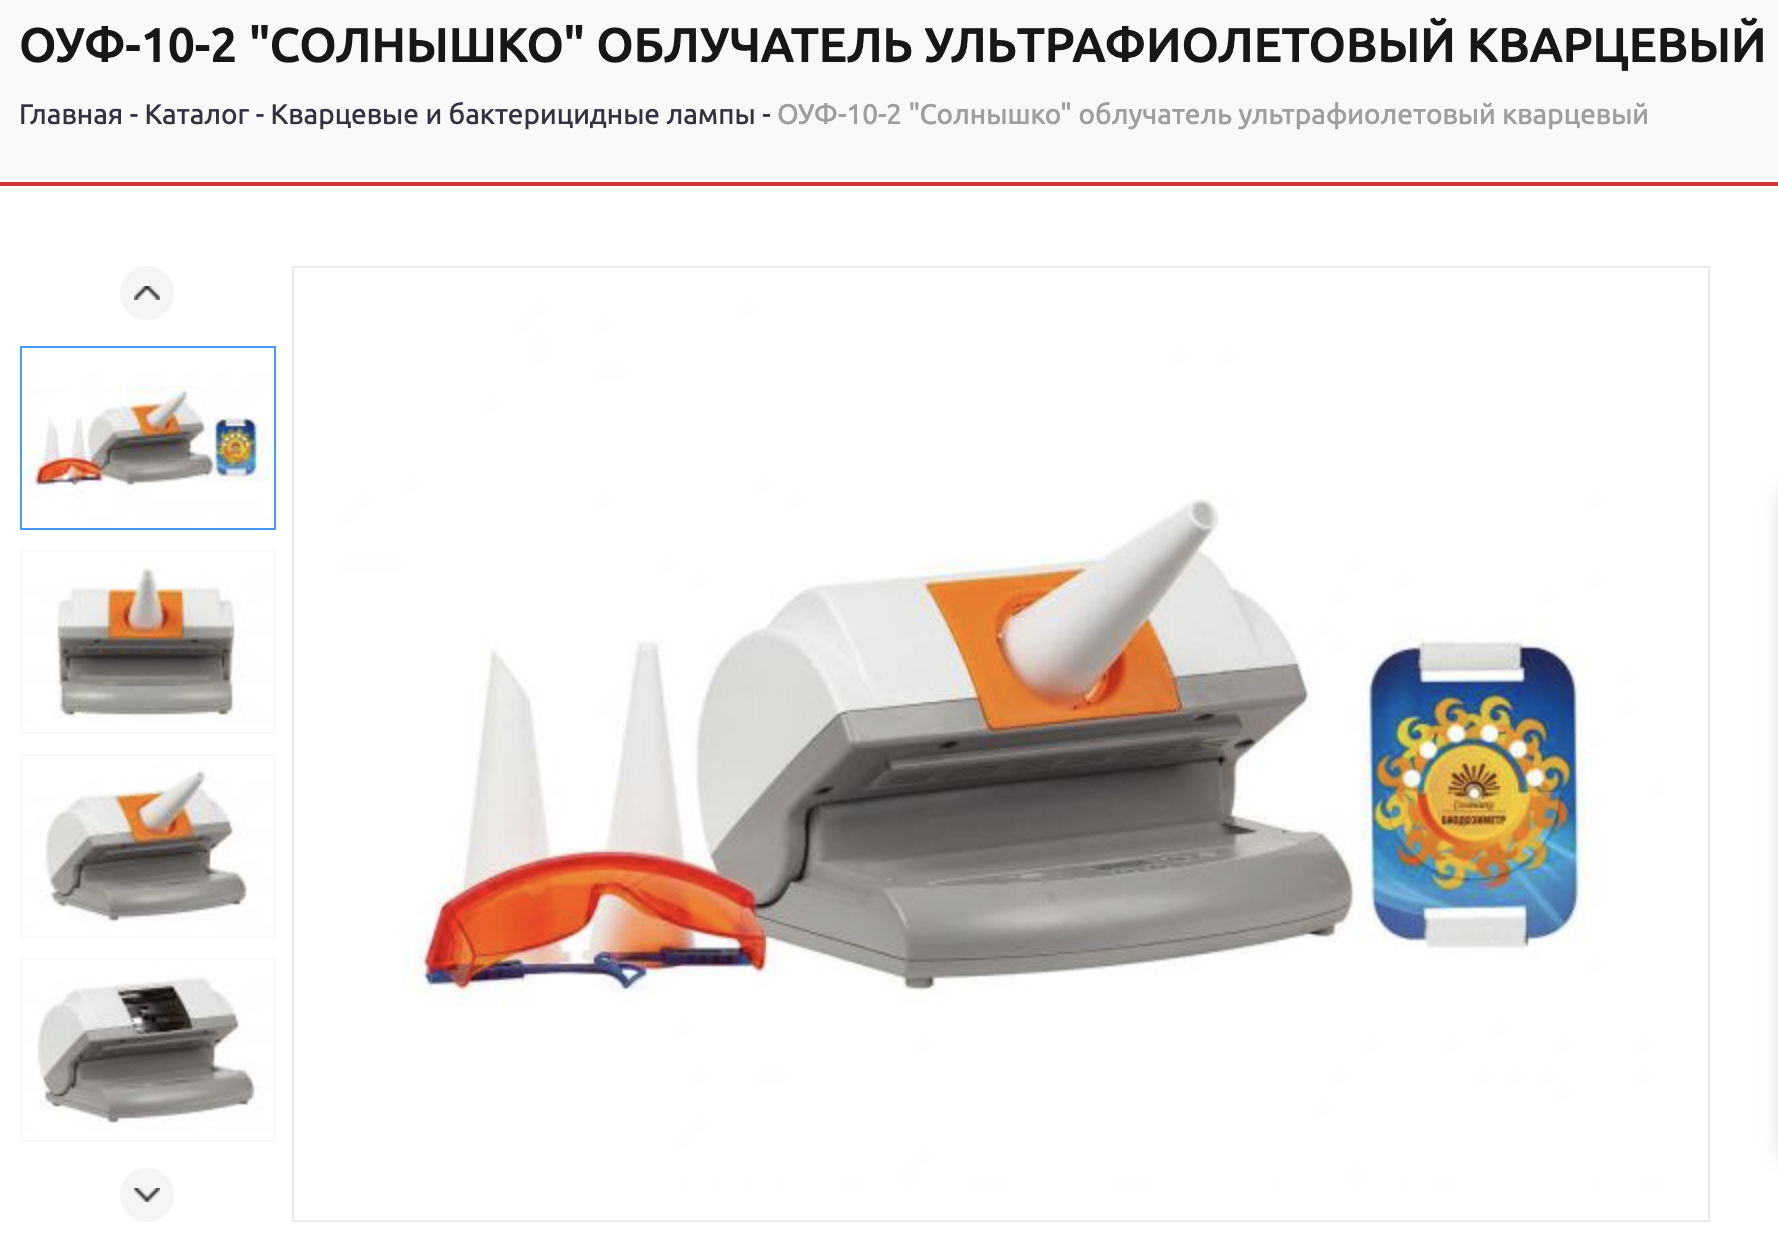 ОУФ-10-2 "СОЛНЫШКО" ОБЛУЧАТЕЛЬ УЛЬТРАФИОЛЕТОВЫЙ КВАРЦЕВЫЙ
Главная - Каталог - Кварцевые и бактерицидные лампы - ОУФ-10-2 "Солнышко" облучатель ультрафиолетовый кварцевый
Солнышко
БИОДОЗИМЕТР